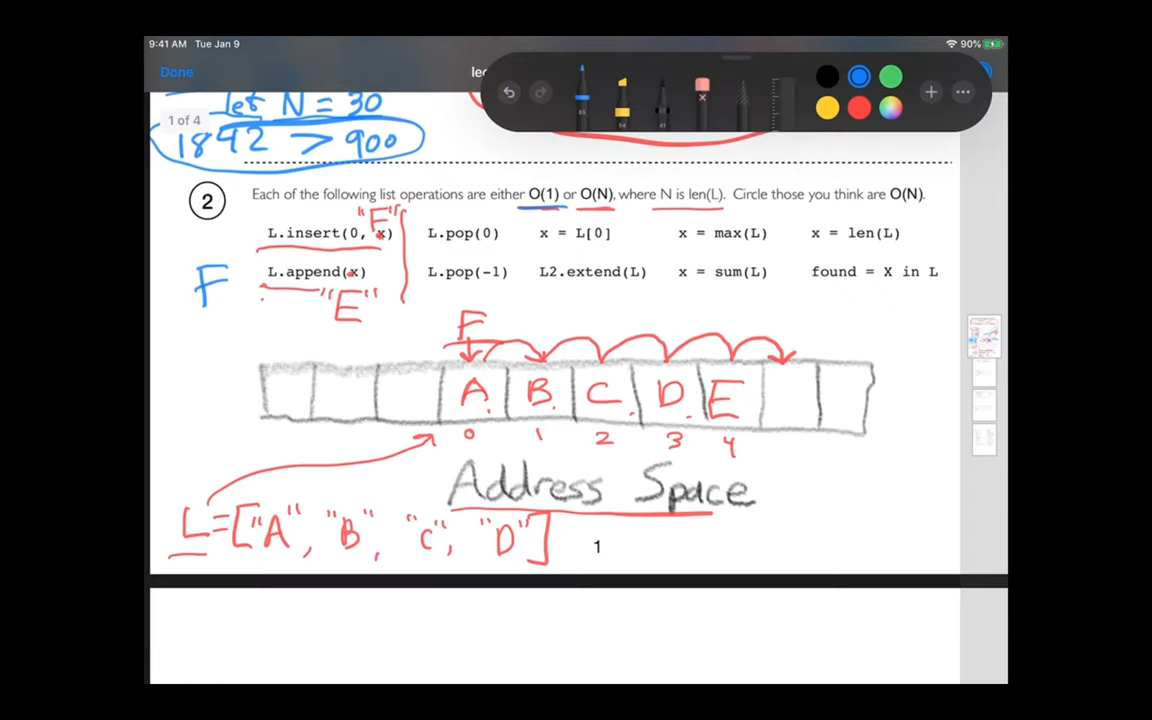 9:41 AM Tue Jan 9
90%
Done
lec
1 of 4
let N = 30
1892 > 900
2 Each of the following list operations are either O(1) or O(N), where N is len(L). Circle those you think are O(N).
"F"
L.insert(0, x) L.pop(0) x = L[0] x = max(L) x = len(L)
F L.append(x) L.pop(-1) L2.extend(L) x = sum(L) found = X in L
"E"
F
A B C D E
0 1 2 3 4
Address Space
L=["A", "B", "C", "D"]
1